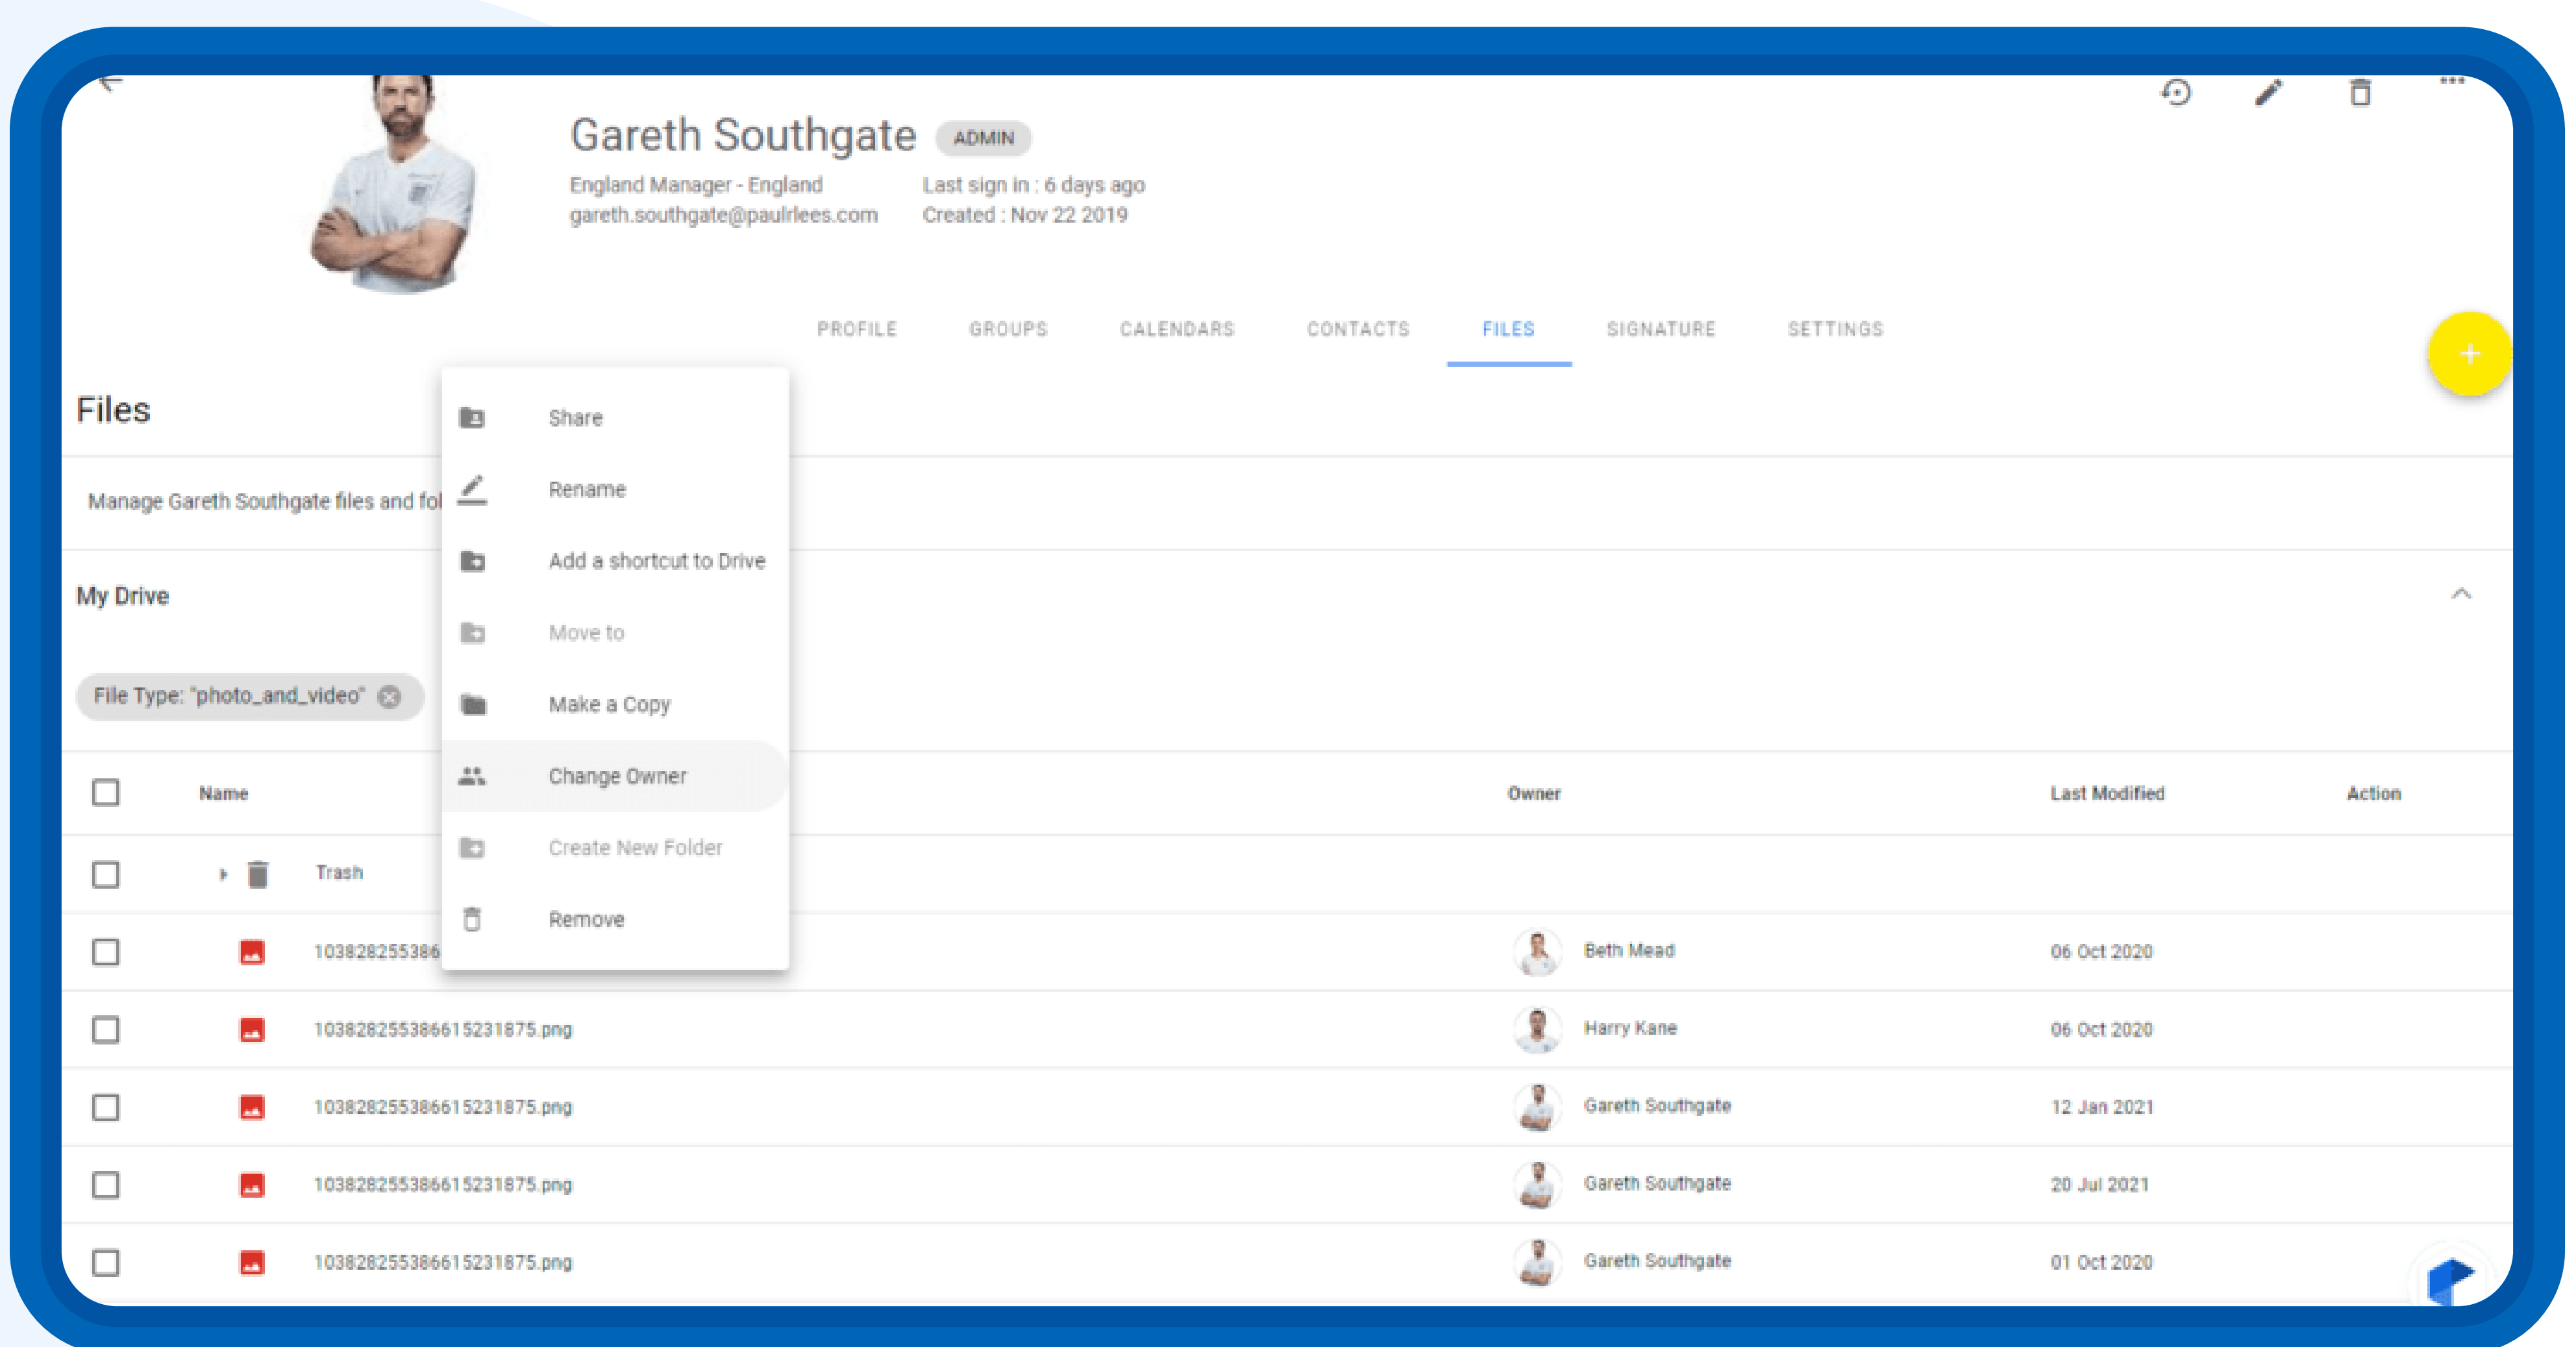 Gareth Southgate ADMIN
England Manager - England Last sign in : 6 days ago
gareth.southgate@paulrlees.com Created : Nov 22 2019
PROFILE GROUPS CALENDARS CONTACTS FILES SIGNATURE SETTINGS
+
Files
Manage Gareth Southgate files and fol
My Drive
File Type: "photo_and_video"
Share
Rename
Add a shortcut to Drive
Move to
Make a Copy
Change Owner
Create New Folder
Remove
Name Owner Last Modified Action
Trash
103828255386 Beth Mead 06 Oct 2020
103828255386615231875.png Harry Kane 06 Oct 2020
103828255386615231875.png Gareth Southgate 12 Jan 2021
103828255386615231875.png Gareth Southgate 20 Jul 2021
103828255386615231875.png Gareth Southgate 01 Oct 2020